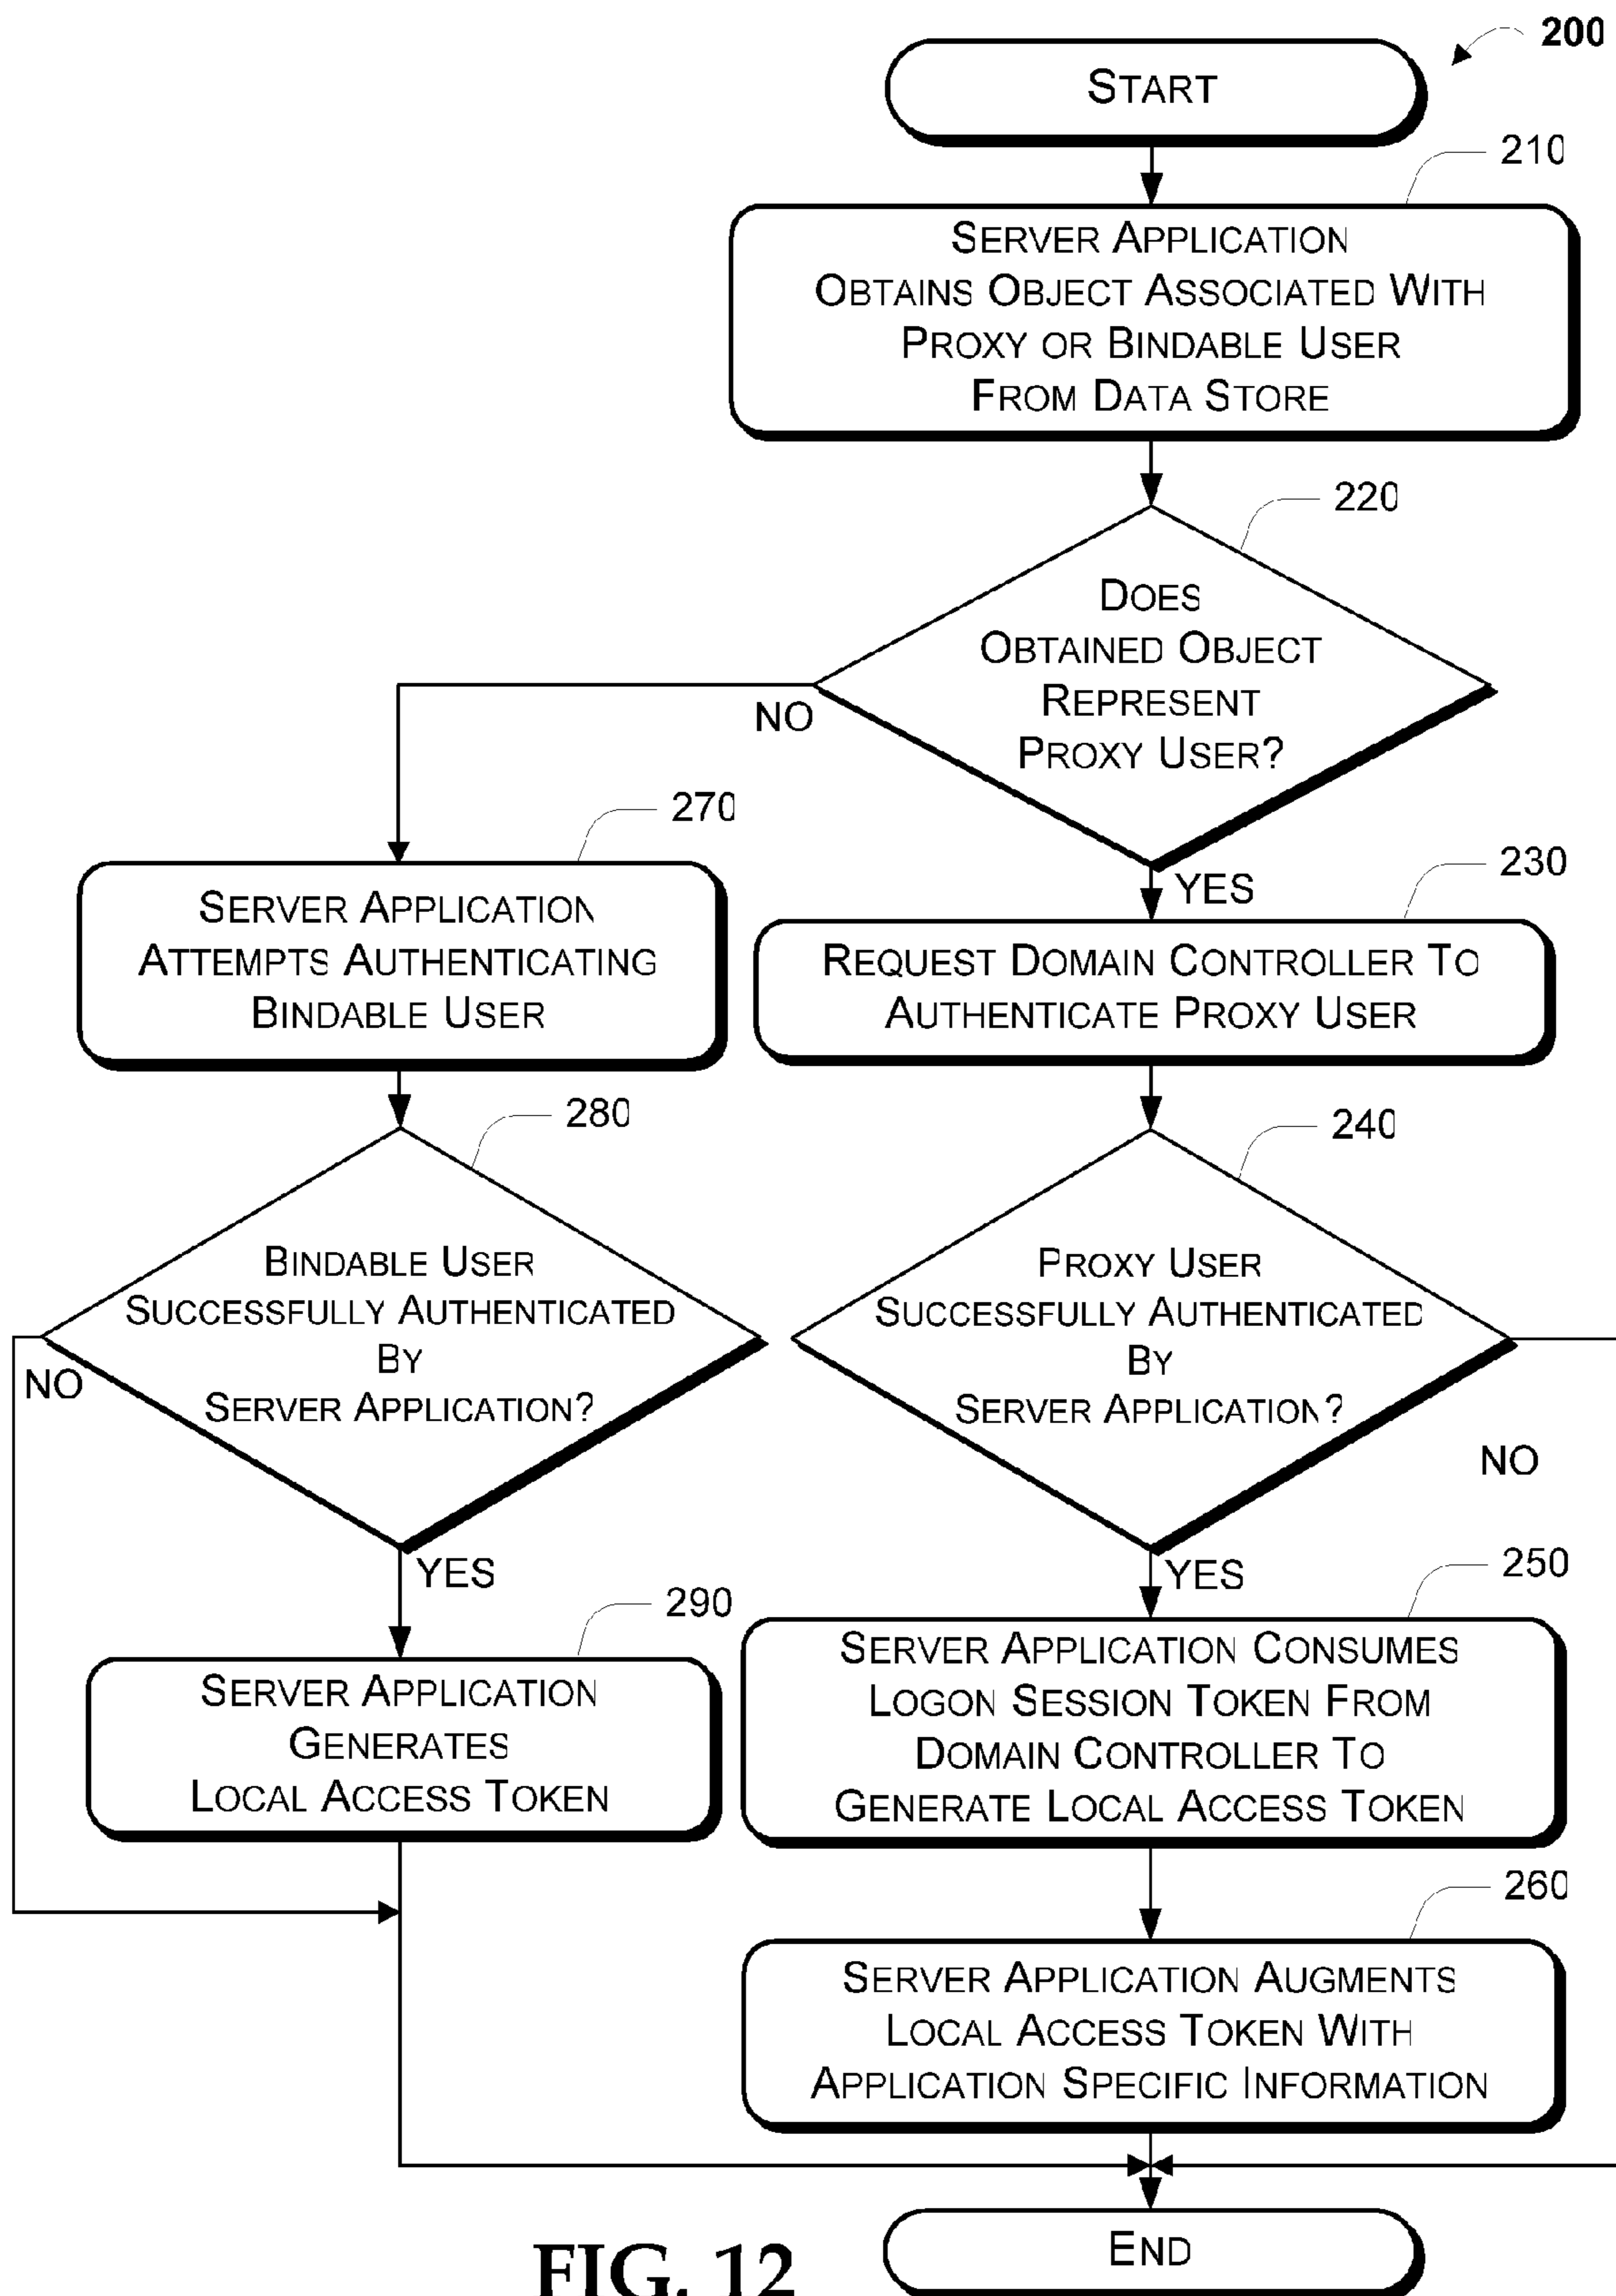 200
START
210
SERVER APPLICATION
OBTAINS OBJECT ASSOCIATED WITH
PROXY OR BINDABLE USER
FROM DATA STORE
220
DOES
OBTAINED OBJECT
REPRESENT
PROXY USER?
NO
YES
270
SERVER APPLICATION
ATTEMPTS AUTHENTICATING
BINDABLE USER
230
REQUEST DOMAIN CONTROLLER TO
AUTHENTICATE PROXY USER
280
BINDABLE USER
SUCCESSFULLY AUTHENTICATED
BY
SERVER APPLICATION?
NO
YES
240
PROXY USER
SUCCESSFULLY AUTHENTICATED
BY
SERVER APPLICATION?
NO
YES
290
SERVER APPLICATION
GENERATES
LOCAL ACCESS TOKEN
250
SERVER APPLICATION CONSUMES
LOGON SESSION TOKEN FROM
DOMAIN CONTROLLER TO
GENERATE LOCAL ACCESS TOKEN
260
SERVER APPLICATION AUGMENTS
LOCAL ACCESS TOKEN WITH
APPLICATION SPECIFIC INFORMATION
END
FIG. 12